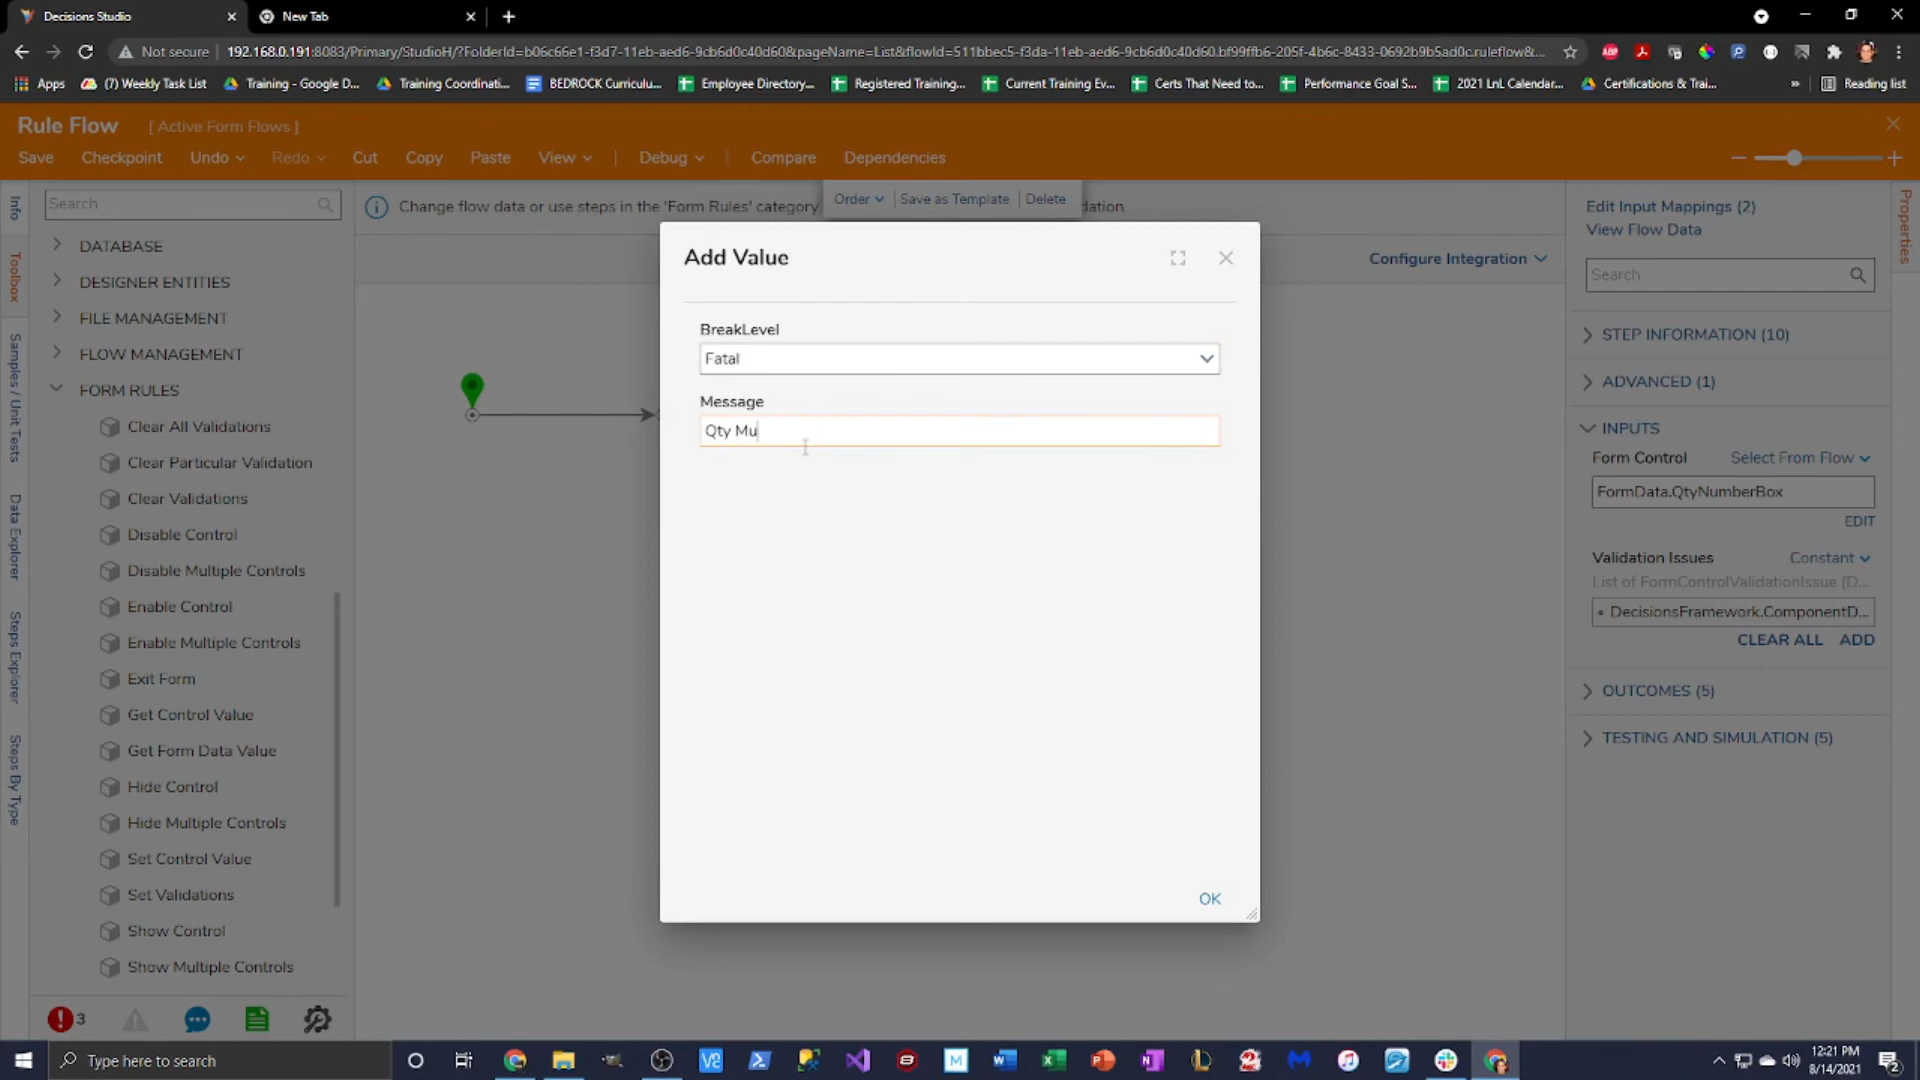 Decisions Studio
New Tab
Not secure
192.168.0.191:8083/Primary/StudioH/?FolderId=b06c66e1-f3d7-11eb-aed6-9cb6d0c40d60&pageName=List&flowId=511bbec5-f3da-11eb-aed6-9cb6d0c40d60.bf99ffb6-205f-4b6c-8433-0692b9b5ad0c.ruleflow&...
Apps
(7) Weekly Task List
Training - Google D...
Training Coordinati...
BEDROCK Curriculu...
Employee Directory...
Registered Training...
Current Training Ev...
Certs That Need to...
Performance Goal S...
2021 LnL Calendar...
Certifications & Trai...
»
Reading list
Rule Flow [ Active Form Flows ]
Save Checkpoint Undo Redo Cut Copy Paste View | Debug | Compare Dependencies
Info
Toolbox
Samples / Unit Tests
Data Explorer
Steps Explorer
Steps By Type
Search
DATABASE
DESIGNER ENTITIES
FILE MANAGEMENT
FLOW MANAGEMENT
FORM RULES
Clear All Validations
Clear Particular Validation
Clear Validations
Disable Control
Disable Multiple Controls
Enable Control
Enable Multiple Controls
Exit Form
Get Control Value
Get Form Data Value
Hide Control
Hide Multiple Controls
Set Control Value
Set Validations
Show Control
Show Multiple Controls
3
Change flow data or use steps in the 'Form Rules' category
Order | Save as Template | Delete
Configure Integration
Add Value
BreakLevel
Fatal
Message
Qty Mu
OK
Properties
Edit Input Mappings (2)
View Flow Data
Search
STEP INFORMATION (10)
ADVANCED (1)
INPUTS
Form Control Select From Flow
FormData.QtyNumberBox
EDIT
Validation Issues Constant
List of FormControlValidationIssue [D...
• DecisionsFramework.ComponentD...
CLEAR ALL ADD
OUTCOMES (5)
TESTING AND SIMULATION (5)
Type here to search
12:21 PM
8/14/2021
2